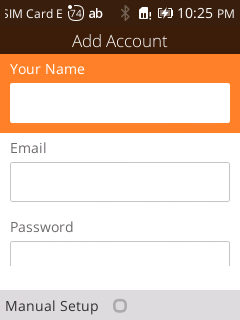 SIM Card E 74 ab 10:25 PM
Add Account
Your Name
Email
Password
Manual Setup